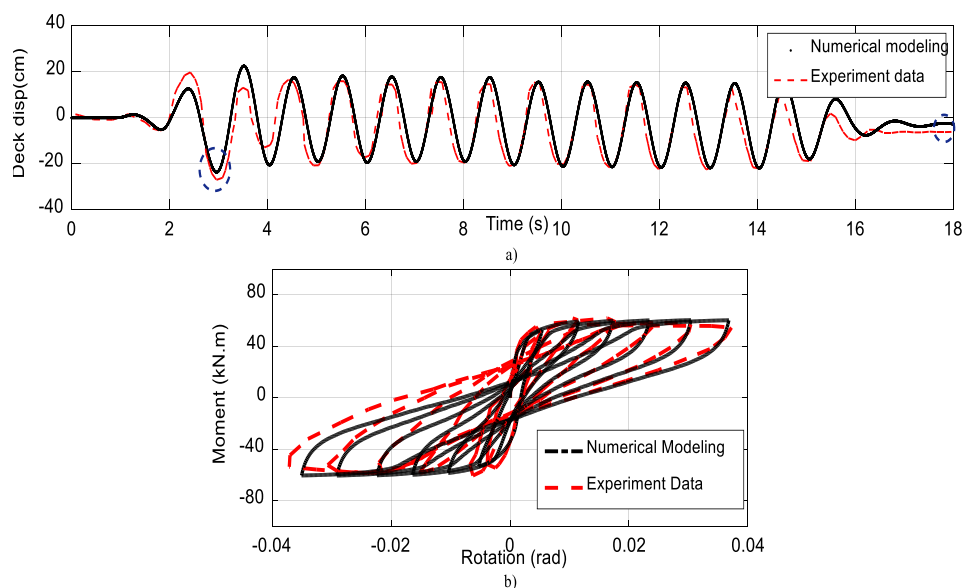 40
20
0
-20
-40
Deck disp(cm)
Numerical modeling
Experiment data
0 2 4 6 8 10 12 14 16 18
Time (s)
a)
80
40
0
-40
-80
Moment (kN.m)
Numerical Modeling
Experiment Data
-0.04 -0.02 0 0.02 0.04
Rotation (rad)
b)